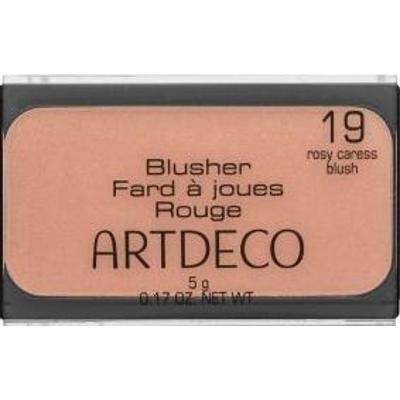 19
rosy caress
blush
Blusher
Fard à joues
Rouge
ARTDECO
5 g
0.17 OZ. NET WT.